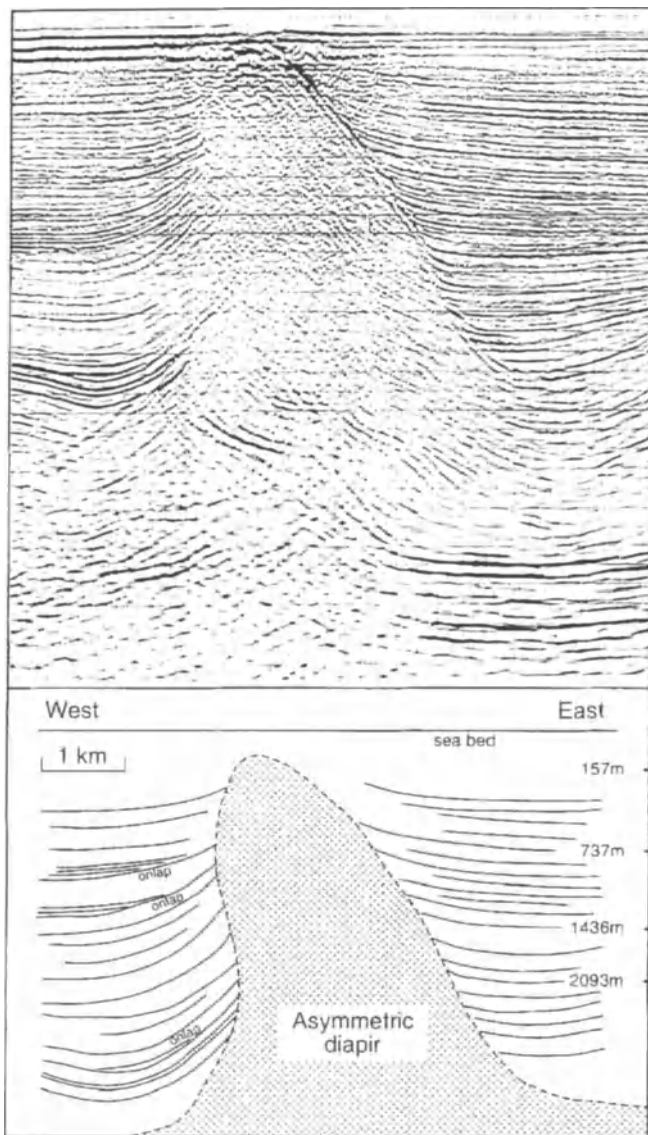 West East
sea bed
1 km
157m
onlap
737m
onlap
1436m
2093m
Asymmetric
diapir
onlap